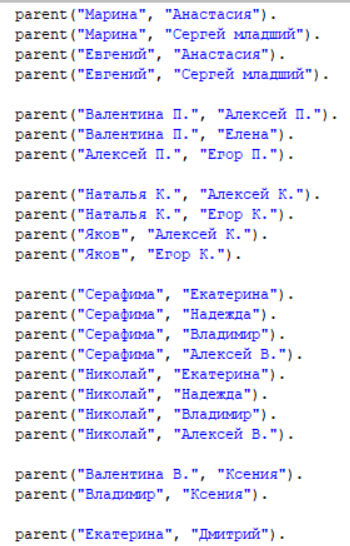 parent("Марина", "Анастасия").
parent("Марина", "Сергей младший").
parent("Евгений", "Анастасия").
parent("Евгений", "Сергей младший").
parent("Валентина П.", "Алексей П.").
parent("Валентина П.", "Елена").
parent("Алексей П.", "Егор П.").
parent("Наталья К.", "Алексей К.").
parent("Наталья К.", "Егор К.").
parent("Яков", "Алексей К.").
parent("Яков", "Егор К.").
parent("Серафима", "Екатерина").
parent("Серафима", "Надежда").
parent("Серафима", "Владимир").
parent("Серафима", "Алексей В.").
parent("Николай", "Екатерина").
parent("Николай", "Надежда").
parent("Николай", "Владимир").
parent("Николай", "Алексей В.").
parent("Валентина В.", "Ксения").
parent("Владимир", "Ксения").
parent("Екатерина", "Дмитрий").